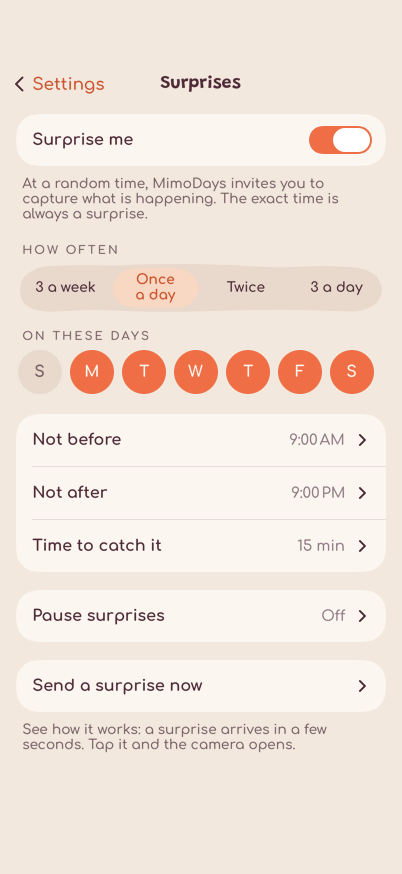 Settings
Surprises
Surprise me
At a random time, MimoDays invites you to
capture what is happening. The exact time is
always a surprise.
HOW OFTEN
3 a week
Once
a day
Twice
3 a day
ON THESE DAYS
S M T W T F S
Not before 9:00 AM
Not after 9:00 PM
Time to catch it 15 min
Pause surprises Off
Send a surprise now
See how it works: a surprise arrives in a few
seconds. Tap it and the camera opens.